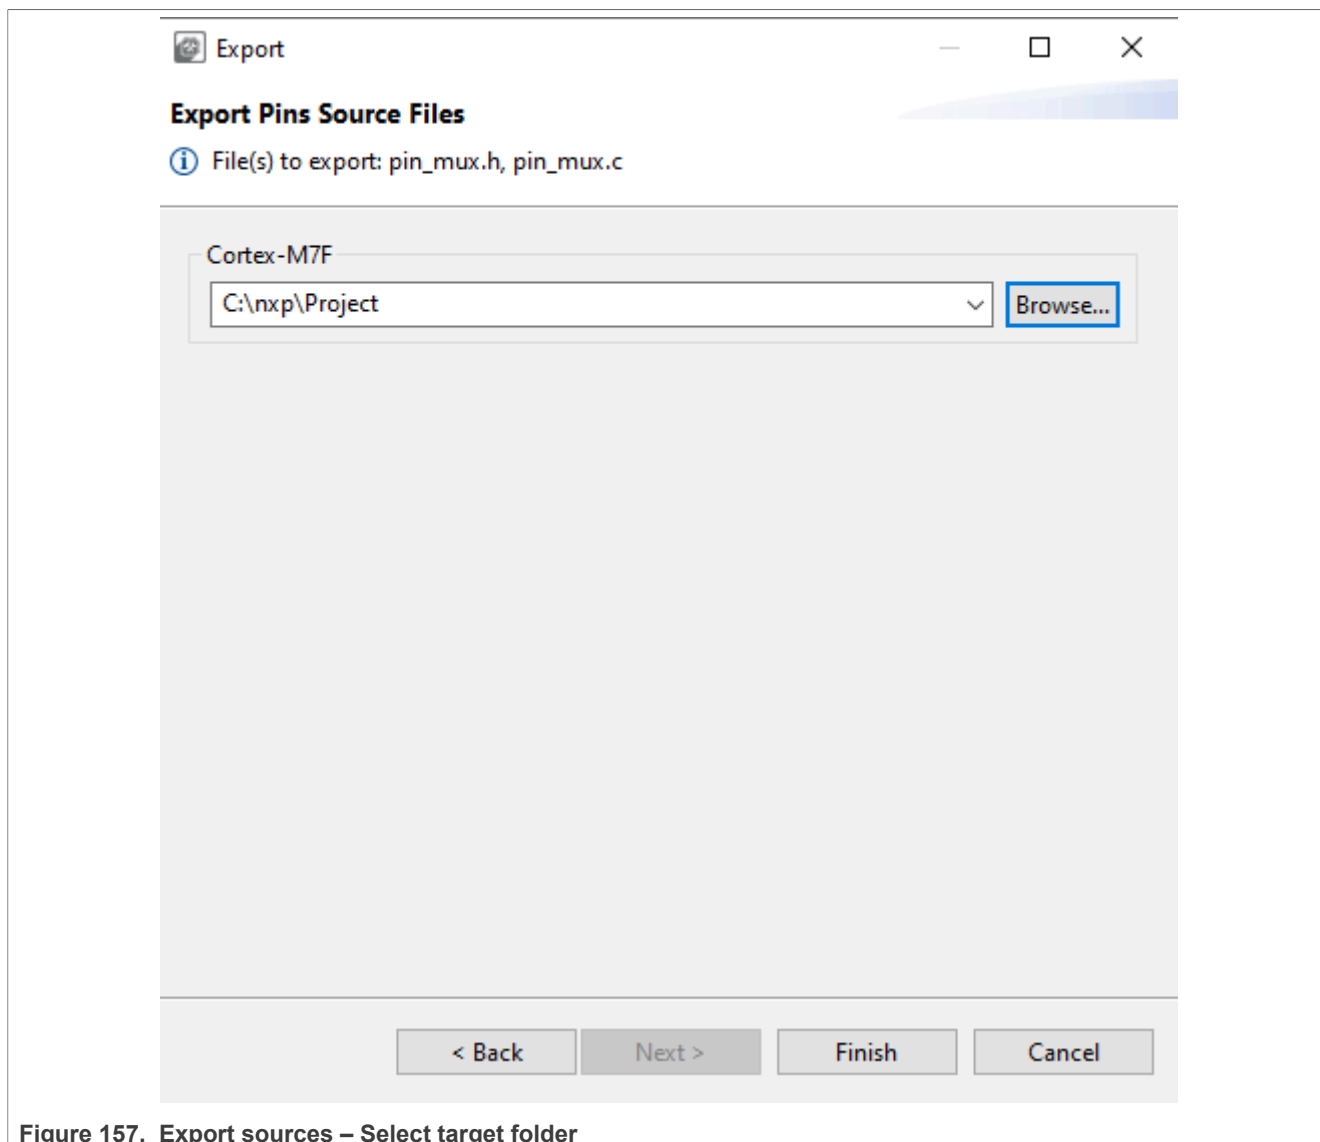 Export
Export Pins Source Files
File(s) to export: pin_mux.h, pin_mux.c
Cortex-M7F
C:\nxp\Project
Browse...
< Back
Next >
Finish
Cancel
Figure 157. Export sources – Select target folder